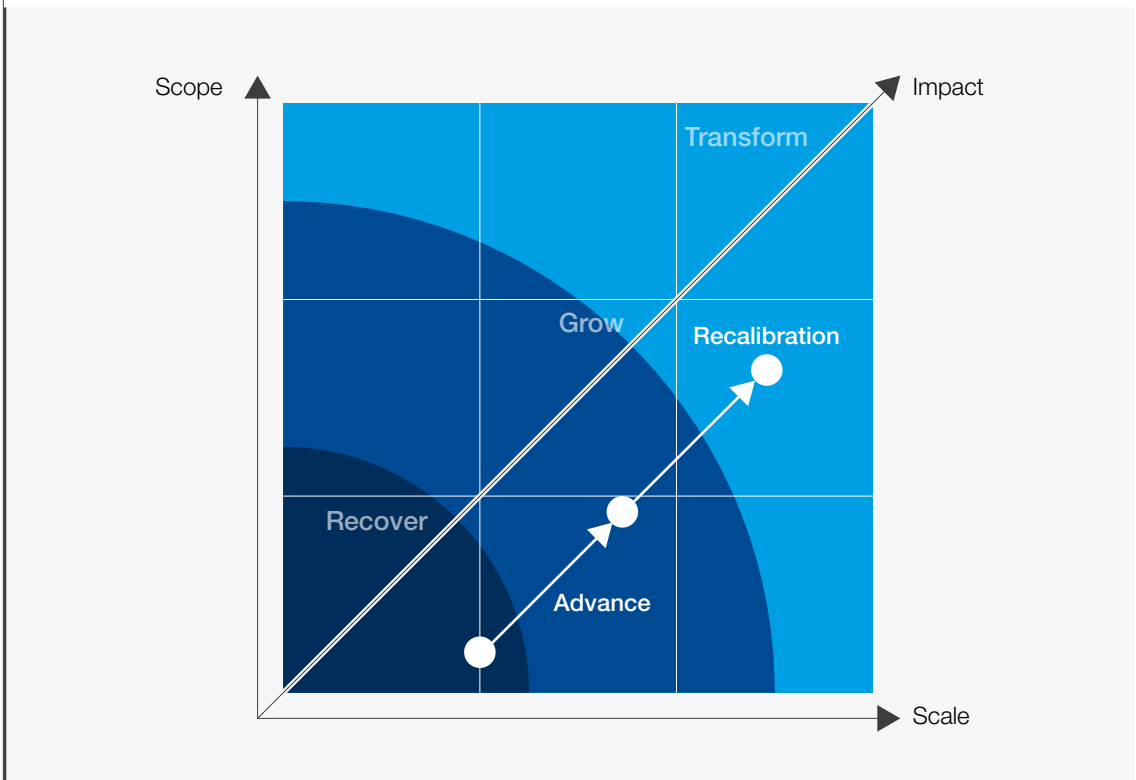 Scope
Impact
Transform
Grow
Recalibration
Recover
Advance
Scale